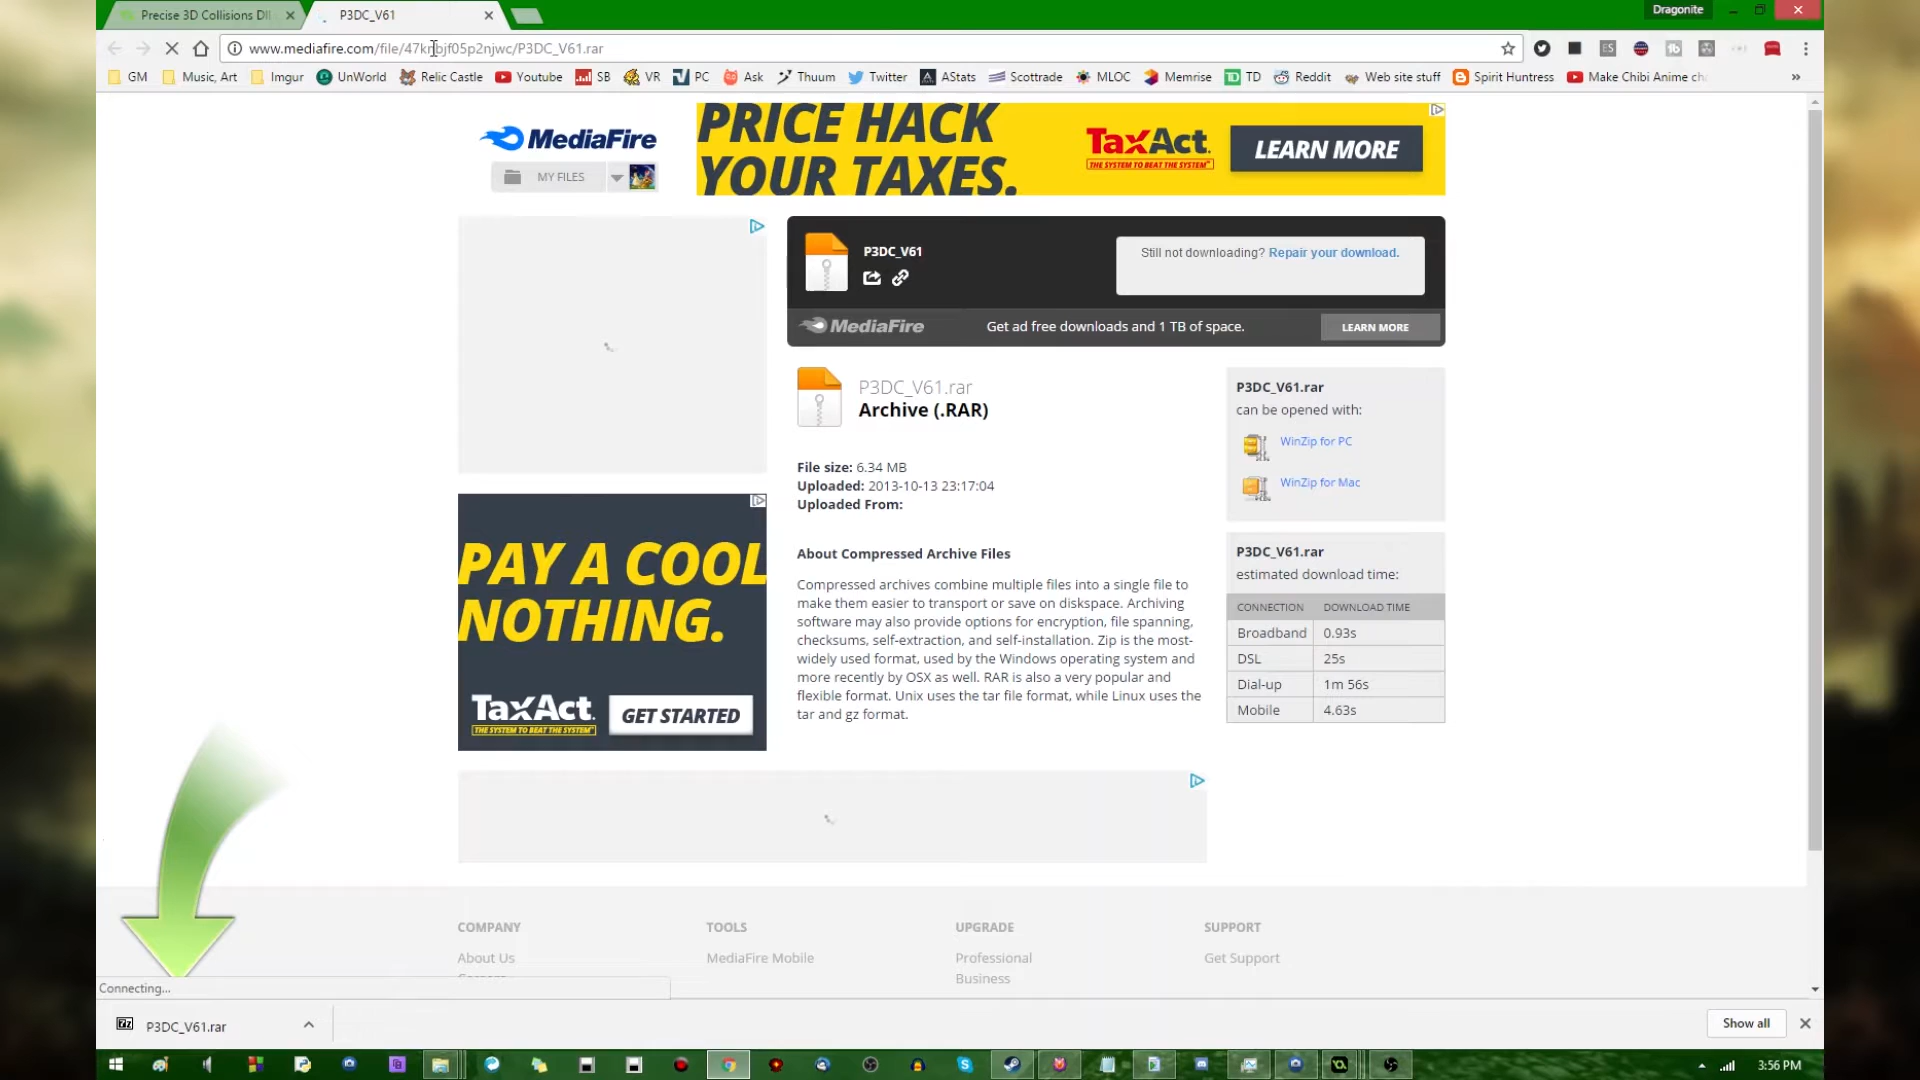 Precise 3D Collisions Dll
P3DC_V61
Dragonite
www.mediafire.com/file/47knbjf05p2njwc/P3DC_V61.rar
GM
Music, Art
Imgur
UnWorld
Relic Castle
Youtube
SB
VR
PC
Ask
Thuum
Twitter
AStats
Scottrade
MLOC
Memrise
TD
Reddit
Web site stuff
Spirit Huntress
Make Chibi Anime ch
»
MediaFire
MY FILES
PRICE HACK
YOUR TAXES.
TaxAct.
THE SYSTEM TO BEAT THE SYSTEM™
LEARN MORE
P3DC_V61
Still not downloading? Repair your download.
MediaFire
Get ad free downloads and 1 TB of space.
LEARN MORE
P3DC_V61.rar
Archive (.RAR)
File size: 6.34 MB
Uploaded: 2013-10-13 23:17:04
Uploaded From:
About Compressed Archive Files
Compressed archives combine multiple files into a single file to
make them easier to transport or save on diskspace. Archiving
software may also provide options for encryption, file spanning,
checksums, self-extraction, and self-installation. Zip is the most-
widely used format, used by the Windows operating system and
more recently by OSX as well. RAR is also a very popular and
flexible format. Unix uses the tar file format, while Linux uses the
tar and gz format.
P3DC_V61.rar
can be opened with:
WinZip for PC
WinZip for Mac
P3DC_V61.rar
estimated download time:
CONNECTION DOWNLOAD TIME
Broadband 0.93s
DSL 25s
Dial-up 1m 56s
Mobile 4.63s
PAY A COOL
NOTHING.
TaxAct.
THE SYSTEM TO BEAT THE SYSTEM™
GET STARTED
COMPANY
TOOLS
UPGRADE
SUPPORT
About Us
MediaFire Mobile
Professional
Get Support
Careers
Business
Connecting...
P3DC_V61.rar
Show all
3:56 PM